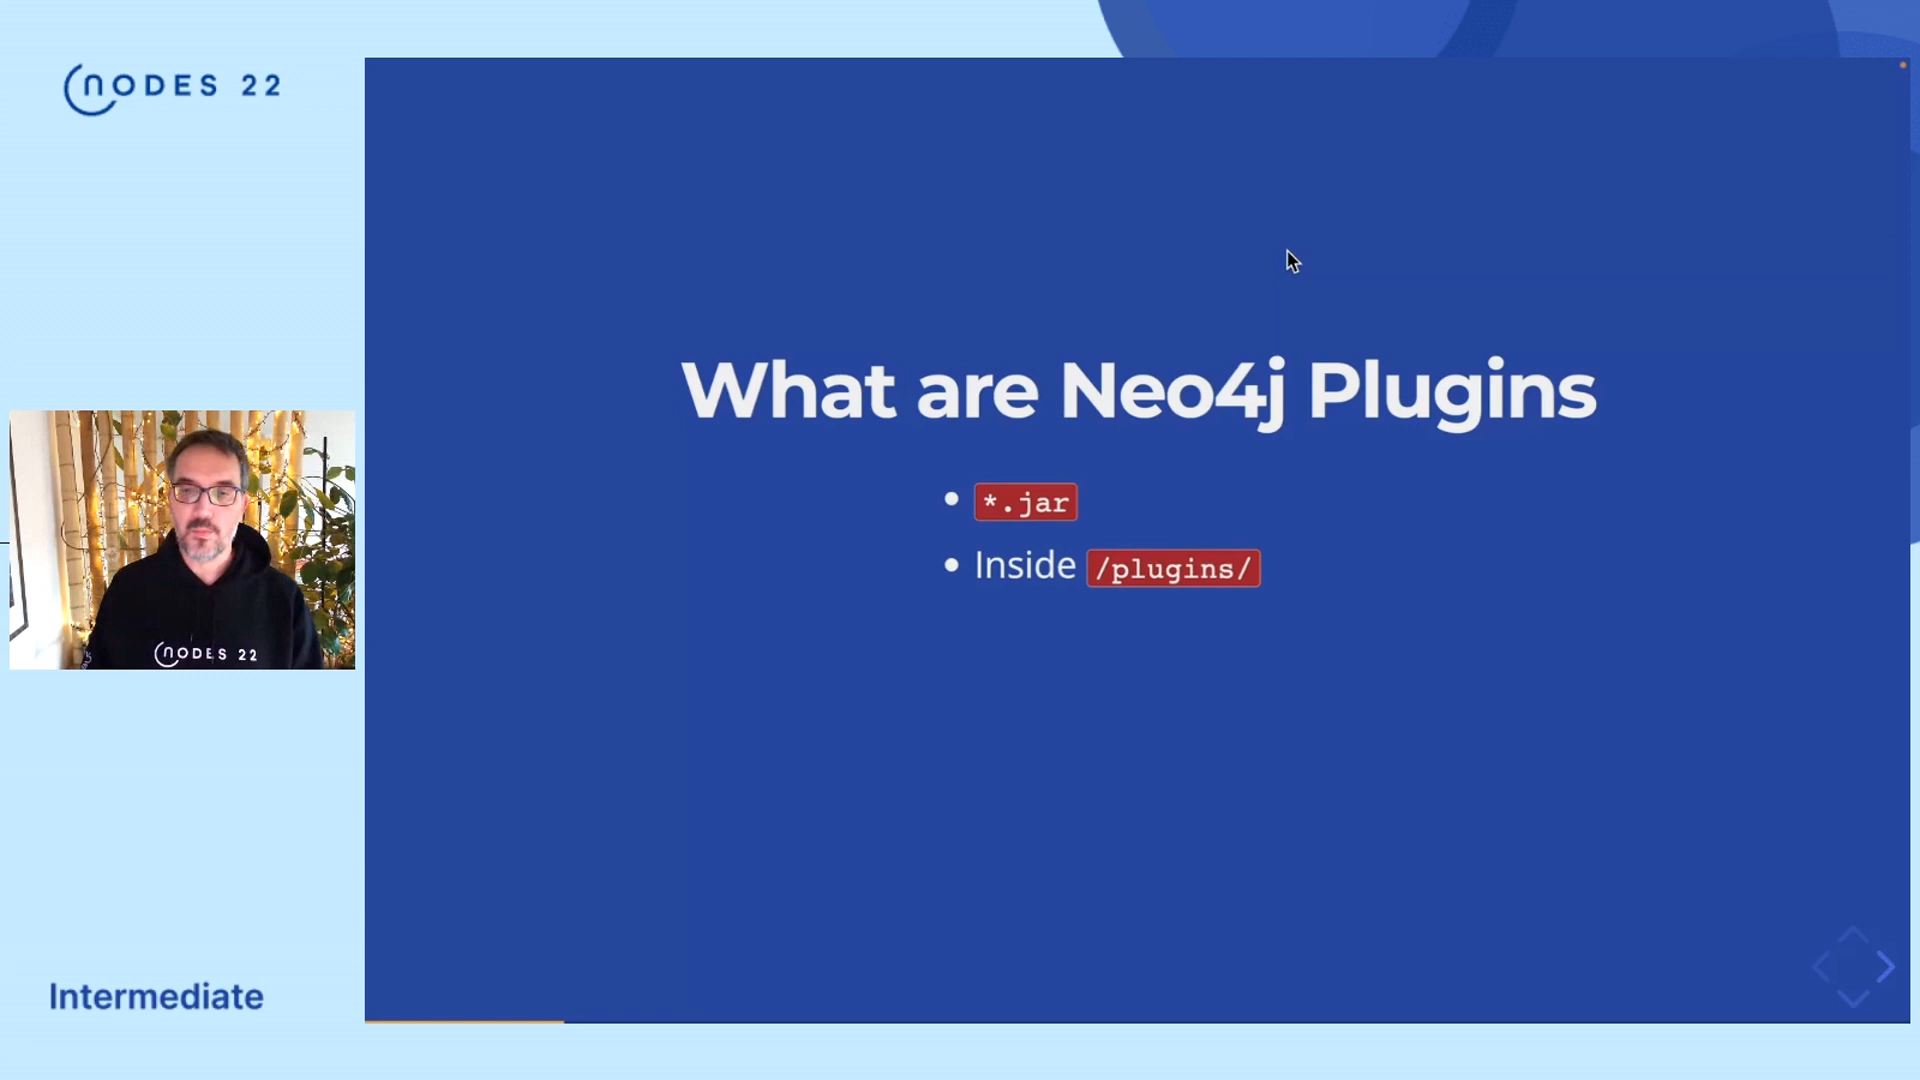 NODES 22
What are Neo4j Plugins
*.jar
Inside /plugins/
NODES 22
Intermediate